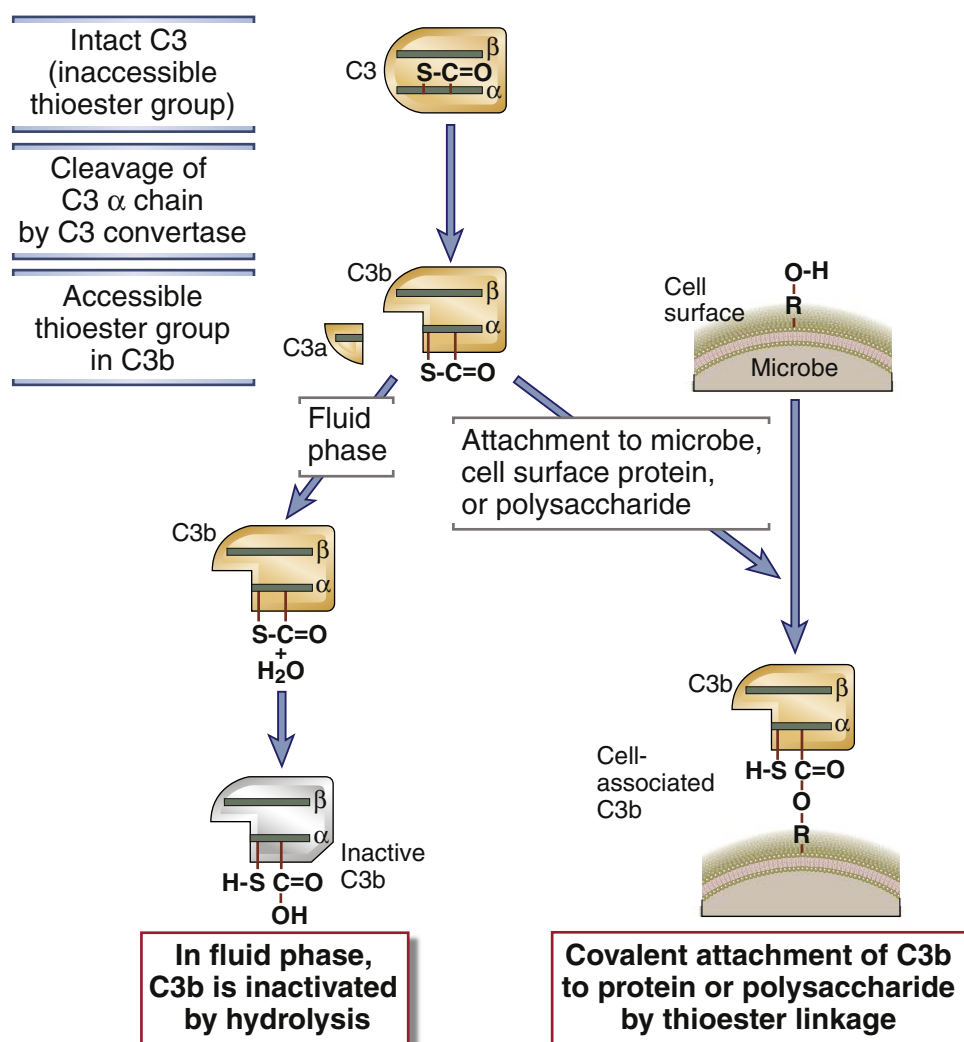 Intact C3
(inaccessible
thioester group)
Cleavage of
C3 α chain
by C3 convertase
Accessible
thioester group
in C3b
C3
β
S-C=O
α
C3b
β
α
C3a
S-C=O
O-H
R
Cell
surface
Microbe
Fluid
phase
Attachment to microbe,
cell surface protein,
or polysaccharide
C3b
β
α
S-C=O
+
H₂O
β
α
Inactive
C3b
H-S C=O
OH
C3b
β
α
H-S C=O
O
R
Cell-
associated
C3b
In fluid phase,
C3b is inactivated
by hydrolysis
Covalent attachment of C3b
to protein or polysaccharide
by thioester linkage